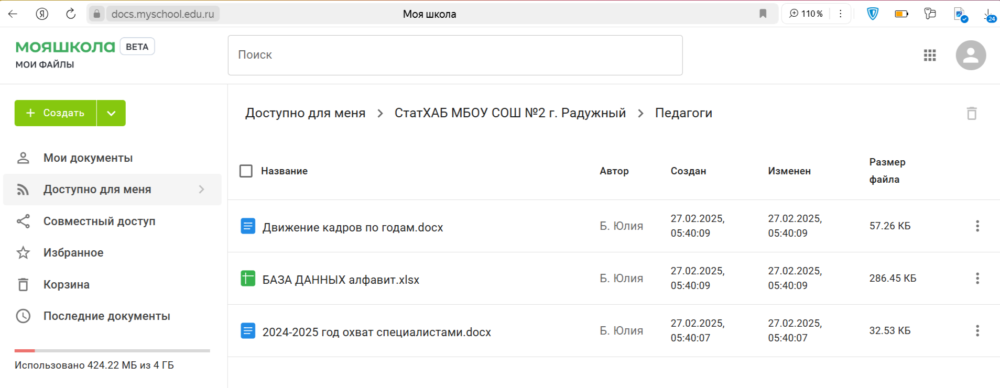 docs.myschool.edu.ru
Моя школа
110 %
24
МОЯШКОЛА BETA
МОИ ФАЙЛЫ
Поиск
+ Создать
Мои документы
Доступно для меня
Совместный доступ
Избранное
Корзина
Последние документы
Использовано 424.22 МБ из 4 ГБ
Доступно для меня > СтатХАБ МБОУ СОШ №2 г. Радужный > Педагоги
Название Автор Создан Изменен Размер файла
Движение кадров по годам.docx Б. Юлия 27.02.2025, 05:40:09 27.02.2025, 05:40:09 57.26 КБ
БАЗА ДАННЫХ алфавит.xlsx Б. Юлия 27.02.2025, 05:40:09 27.02.2025, 05:40:09 286.45 КБ
2024-2025 год охват специалистами.docx Б. Юлия 27.02.2025, 05:40:07 27.02.2025, 05:40:07 32.53 КБ